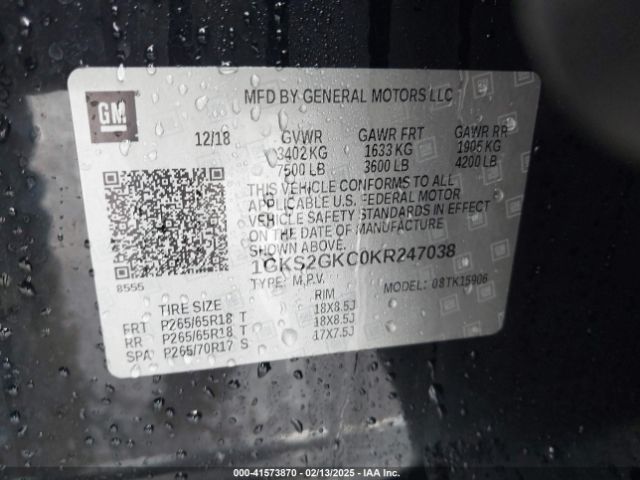 GM
MFD BY GENERAL MOTORS LLC
12/18 GVWR GAWR FRT GAWR RR
3402 KG 1633 KG 1905 KG
7500 LB 3600 LB 4200 LB
THIS VEHICLE CONFORMS TO ALL
APPLICABLE U.S. FEDERAL MOTOR
VEHICLE SAFETY STANDARDS IN EFFECT
ON THE DATE OF MANUFACTURE
SHOWN ABOVE.
1GKS2GKC0KR247038
8555 TYPE: M.P.V. MODEL: 08TK15906
TIRE SIZE RIM
FRT P265/65R18 T 18X8.5J
RR P265/65R18 T 18X8.5J
SPA P265/70R17 S 17X7.5J
000-41573870 - 02/13/2025 - IAA Inc.